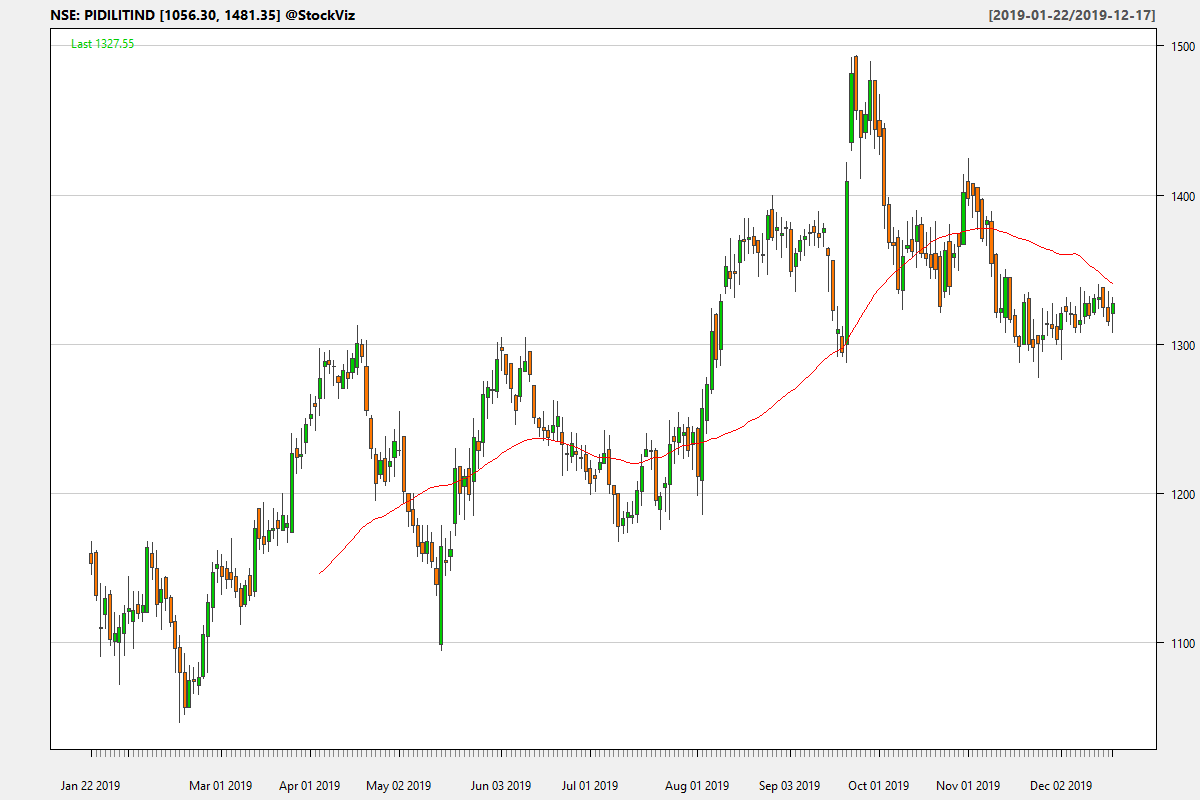 NSE: PIDILITIND [1056.30, 1481.35] @StockViz [2019-01-22/2019-12-17]
Last 1327.55
1500
1400
1300
1200
1100
Jan 22 2019 Mar 01 2019 Apr 01 2019 May 02 2019 Jun 03 2019 Jul 01 2019 Aug 01 2019 Sep 03 2019 Oct 01 2019 Nov 01 2019 Dec 02 2019